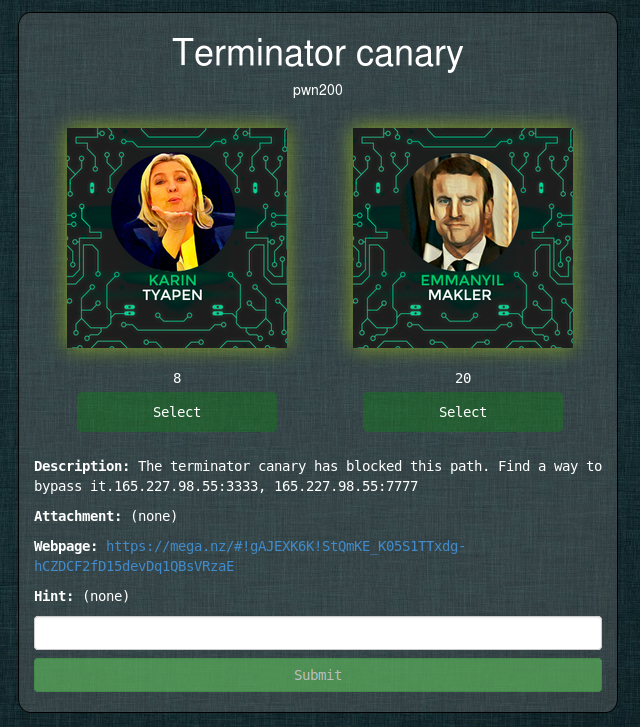 Terminator canary
pwn200
KARIN
TYAPEN
EMMANYIL
MAKLER
8
20
Select
Select
Description: The terminator canary has blocked this path. Find a way to
bypass it.165.227.98.55:3333, 165.227.98.55:7777
Attachment: (none)
Webpage: https://mega.nz/#!gAJEXK6K!StQmKE_K05S1TTxdg-
hCZDCF2fD15devDq1QBsVRzaE
Hint: (none)
Submit